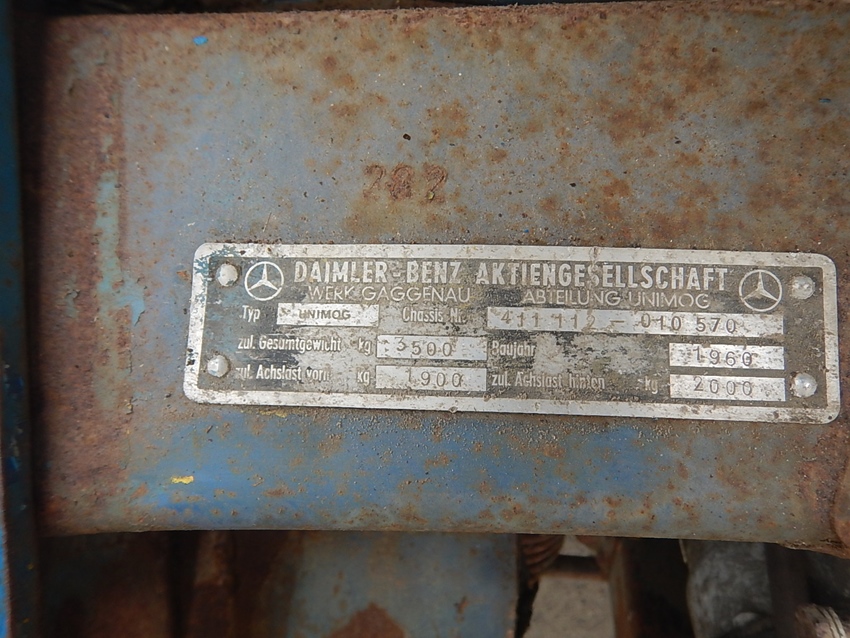 DAIMLER-BENZ AKTIENGESELLSCHAFT
WERK GAGGENAU ABTEILUNG UNIMOG
Typ UNIMOG Chassis Nr. 411 112 - 010 570
zul. Gesamtgewicht kg 3500 Baujahr 1960
zul. Achslast vorn kg 1900 zul. Achslast hinten kg 2000